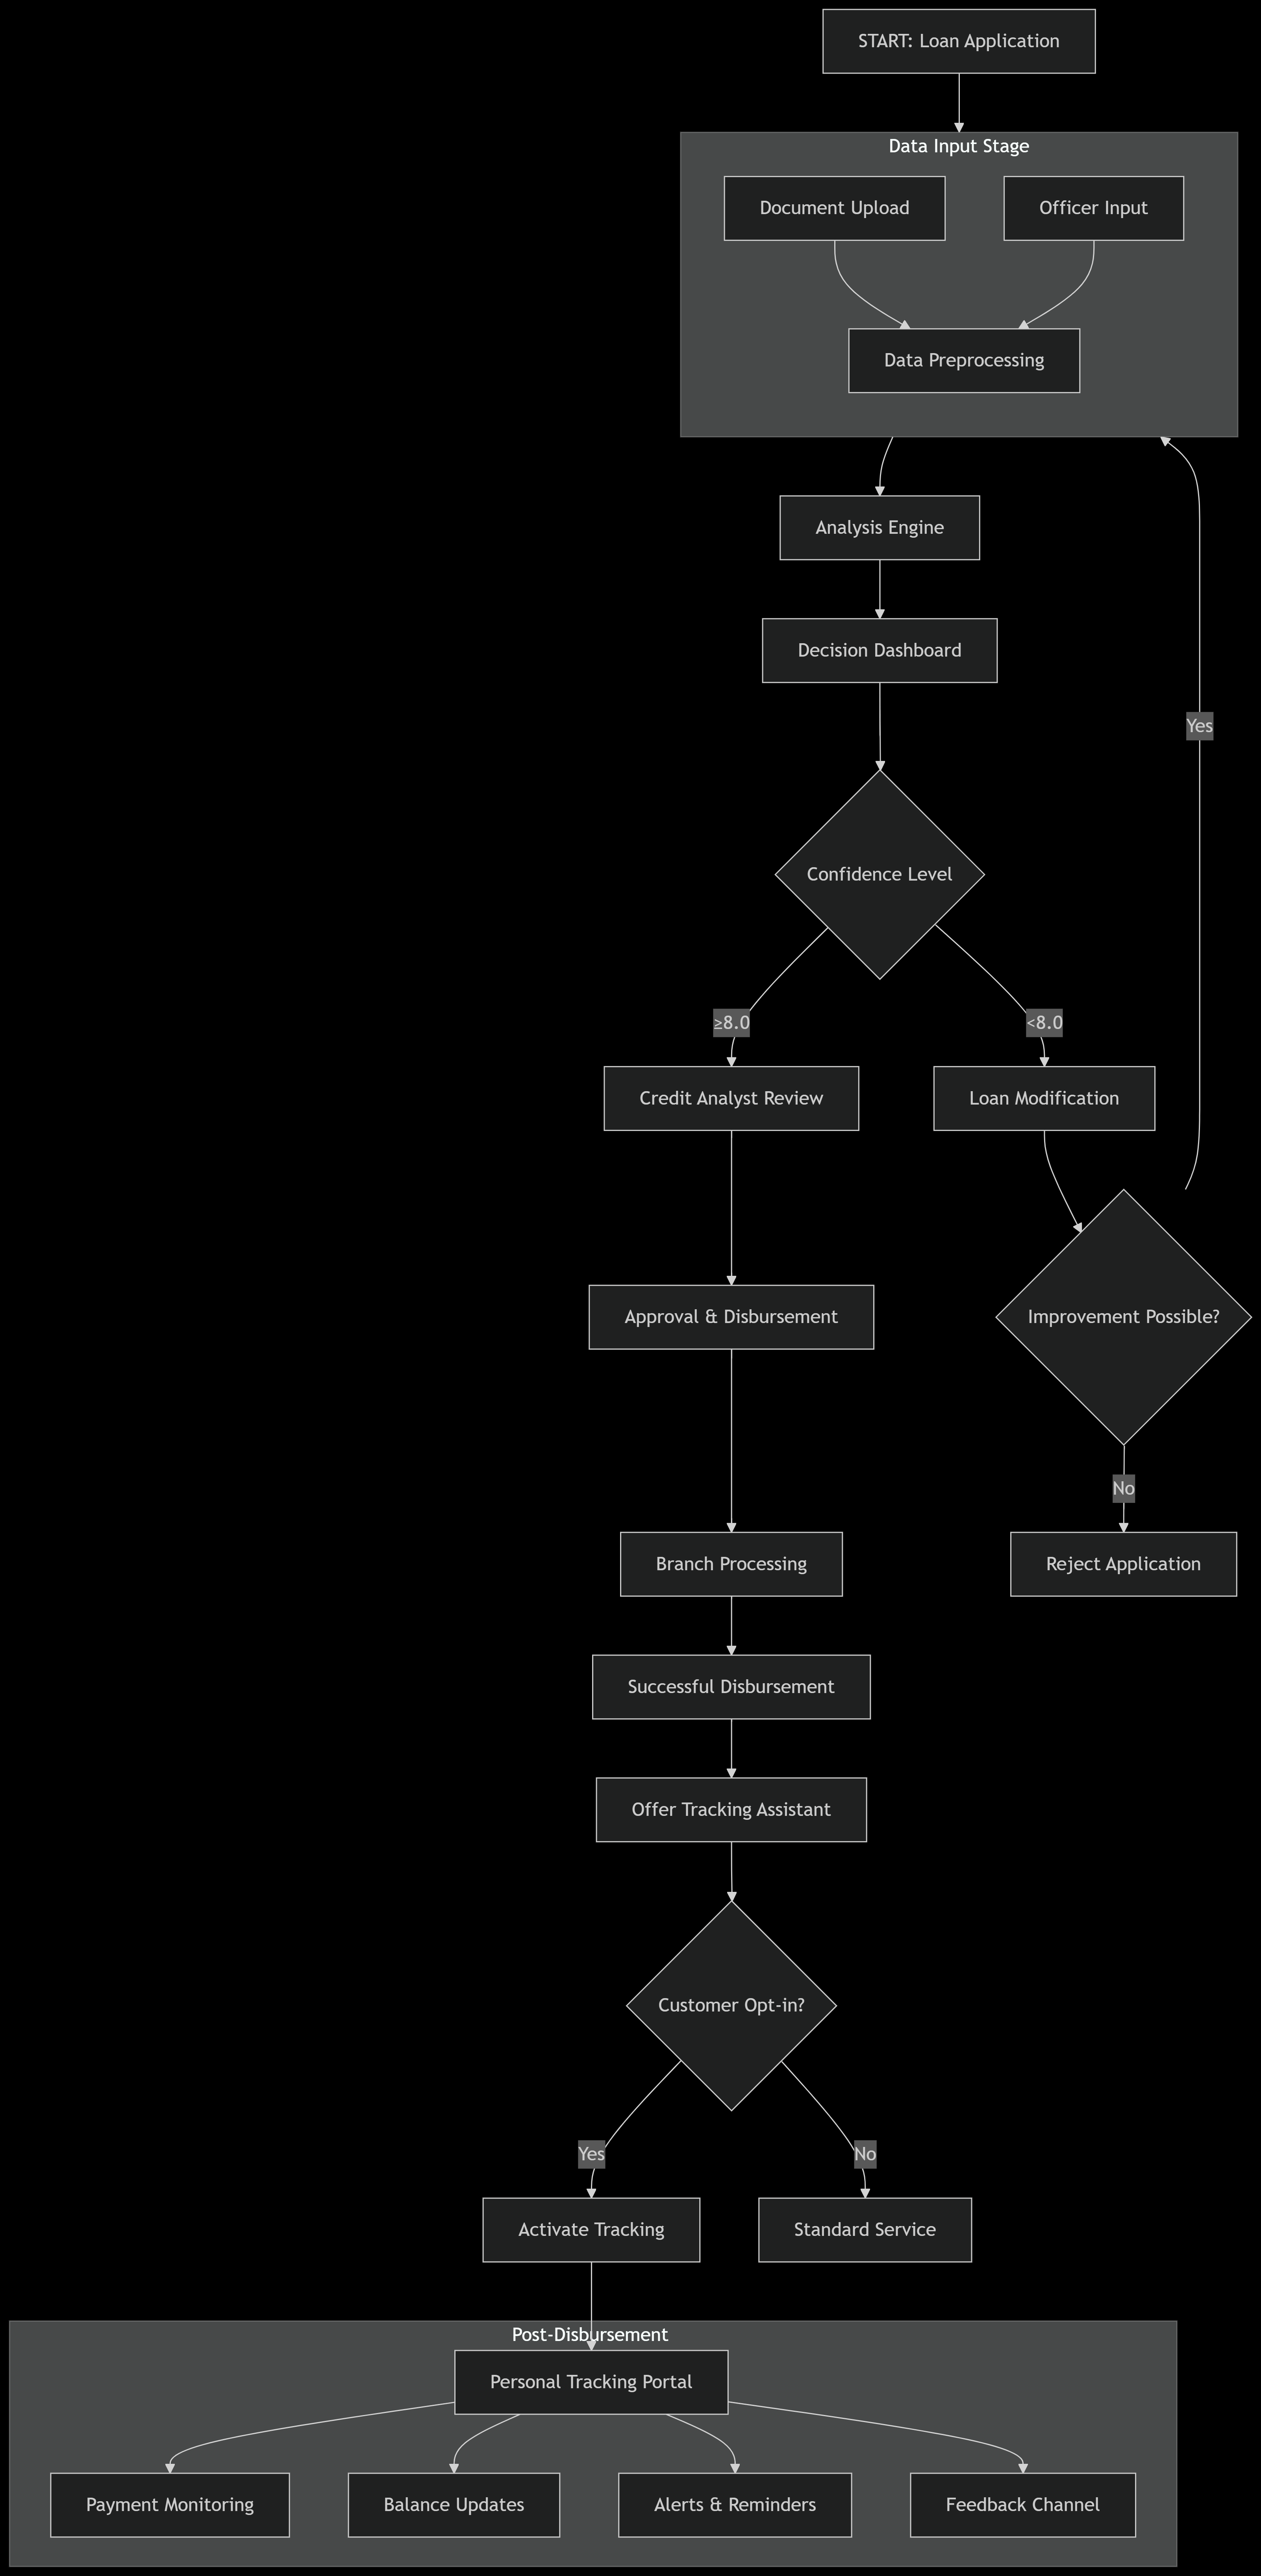 START: Loan Application
Data Input Stage
Document Upload
Officer Input
Data Preprocessing
Analysis Engine
Decision Dashboard
Yes
Confidence Level
≥8.0
<8.0
Credit Analyst Review
Loan Modification
Approval & Disbursement
Improvement Possible?
No
Branch Processing
Reject Application
Successful Disbursement
Offer Tracking Assistant
Customer Opt-in?
Yes
No
Activate Tracking
Standard Service
Post-Disbursement
Personal Tracking Portal
Payment Monitoring
Balance Updates
Alerts & Reminders
Feedback Channel